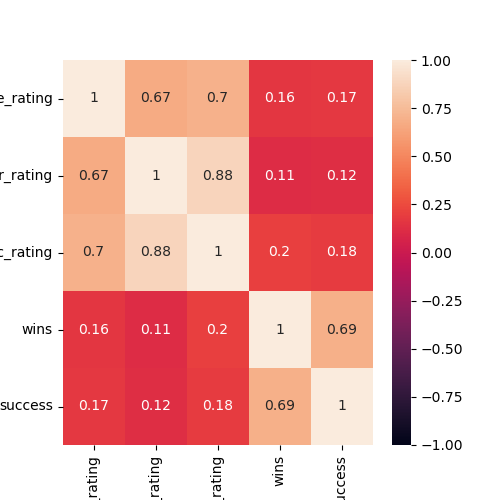 e_rating 1 0.67 0.7 0.16 0.17
r_rating 0.67 1 0.88 0.11 0.12
c_rating 0.7 0.88 1 0.2 0.18
wins 0.16 0.11 0.2 1 0.69
success 0.17 0.12 0.18 0.69 1
_rating
_rating
_rating
wins
uccess
1.00
0.75
0.50
0.25
0.00
−0.25
−0.50
−0.75
−1.00